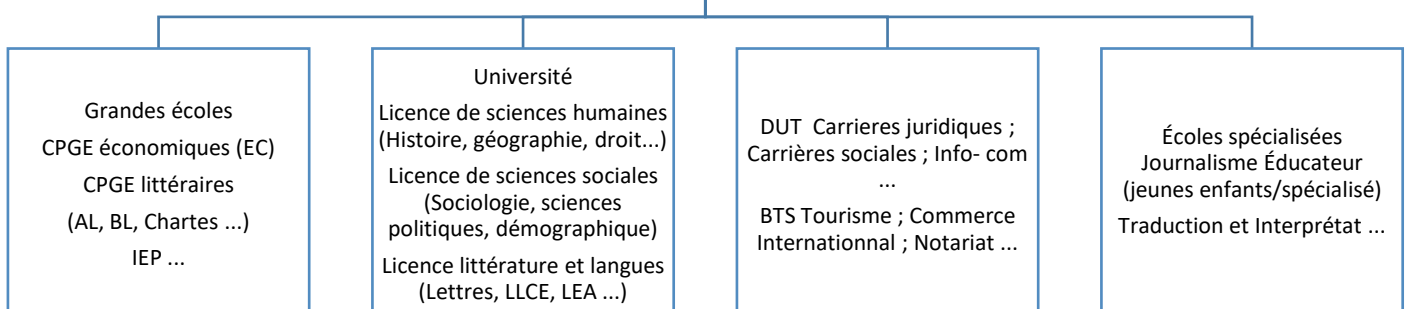 Grandes écoles
CPGE économiques (EC)
CPGE littéraires
(AL, BL, Chartes ...)
IEP ...
Université
Licence de sciences humaines
(Histoire, géographie, droit...)
Licence de sciences sociales
(Sociologie, sciences
politiques, démographique)
Licence littérature et langues
(Lettres, LLCE, LEA ...)
DUT Carrieres juridiques ;
Carrières sociales ; Info- com
...
BTS Tourisme ; Commerce
Internationnal ; Notariat ...
Écoles spécialisées
Journalisme Éducateur
(jeunes enfants/spécialisé)
Traduction et Interprétat ...